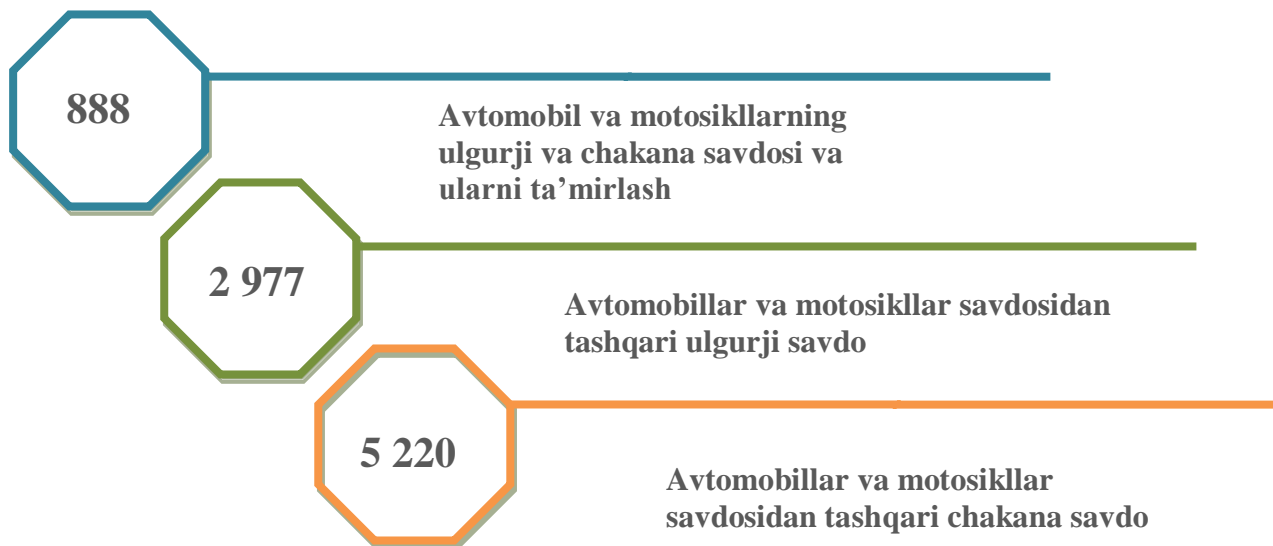 888
Avtomobil va motosikllarning
ulgurji va chakana savdosi va
ularni ta’mirlash
2 977
Avtomobillar va motosikllar savdosidan
tashqari ulgurji savdo
5 220
Avtomobillar va motosikllar
savdosidan tashqari chakana savdo